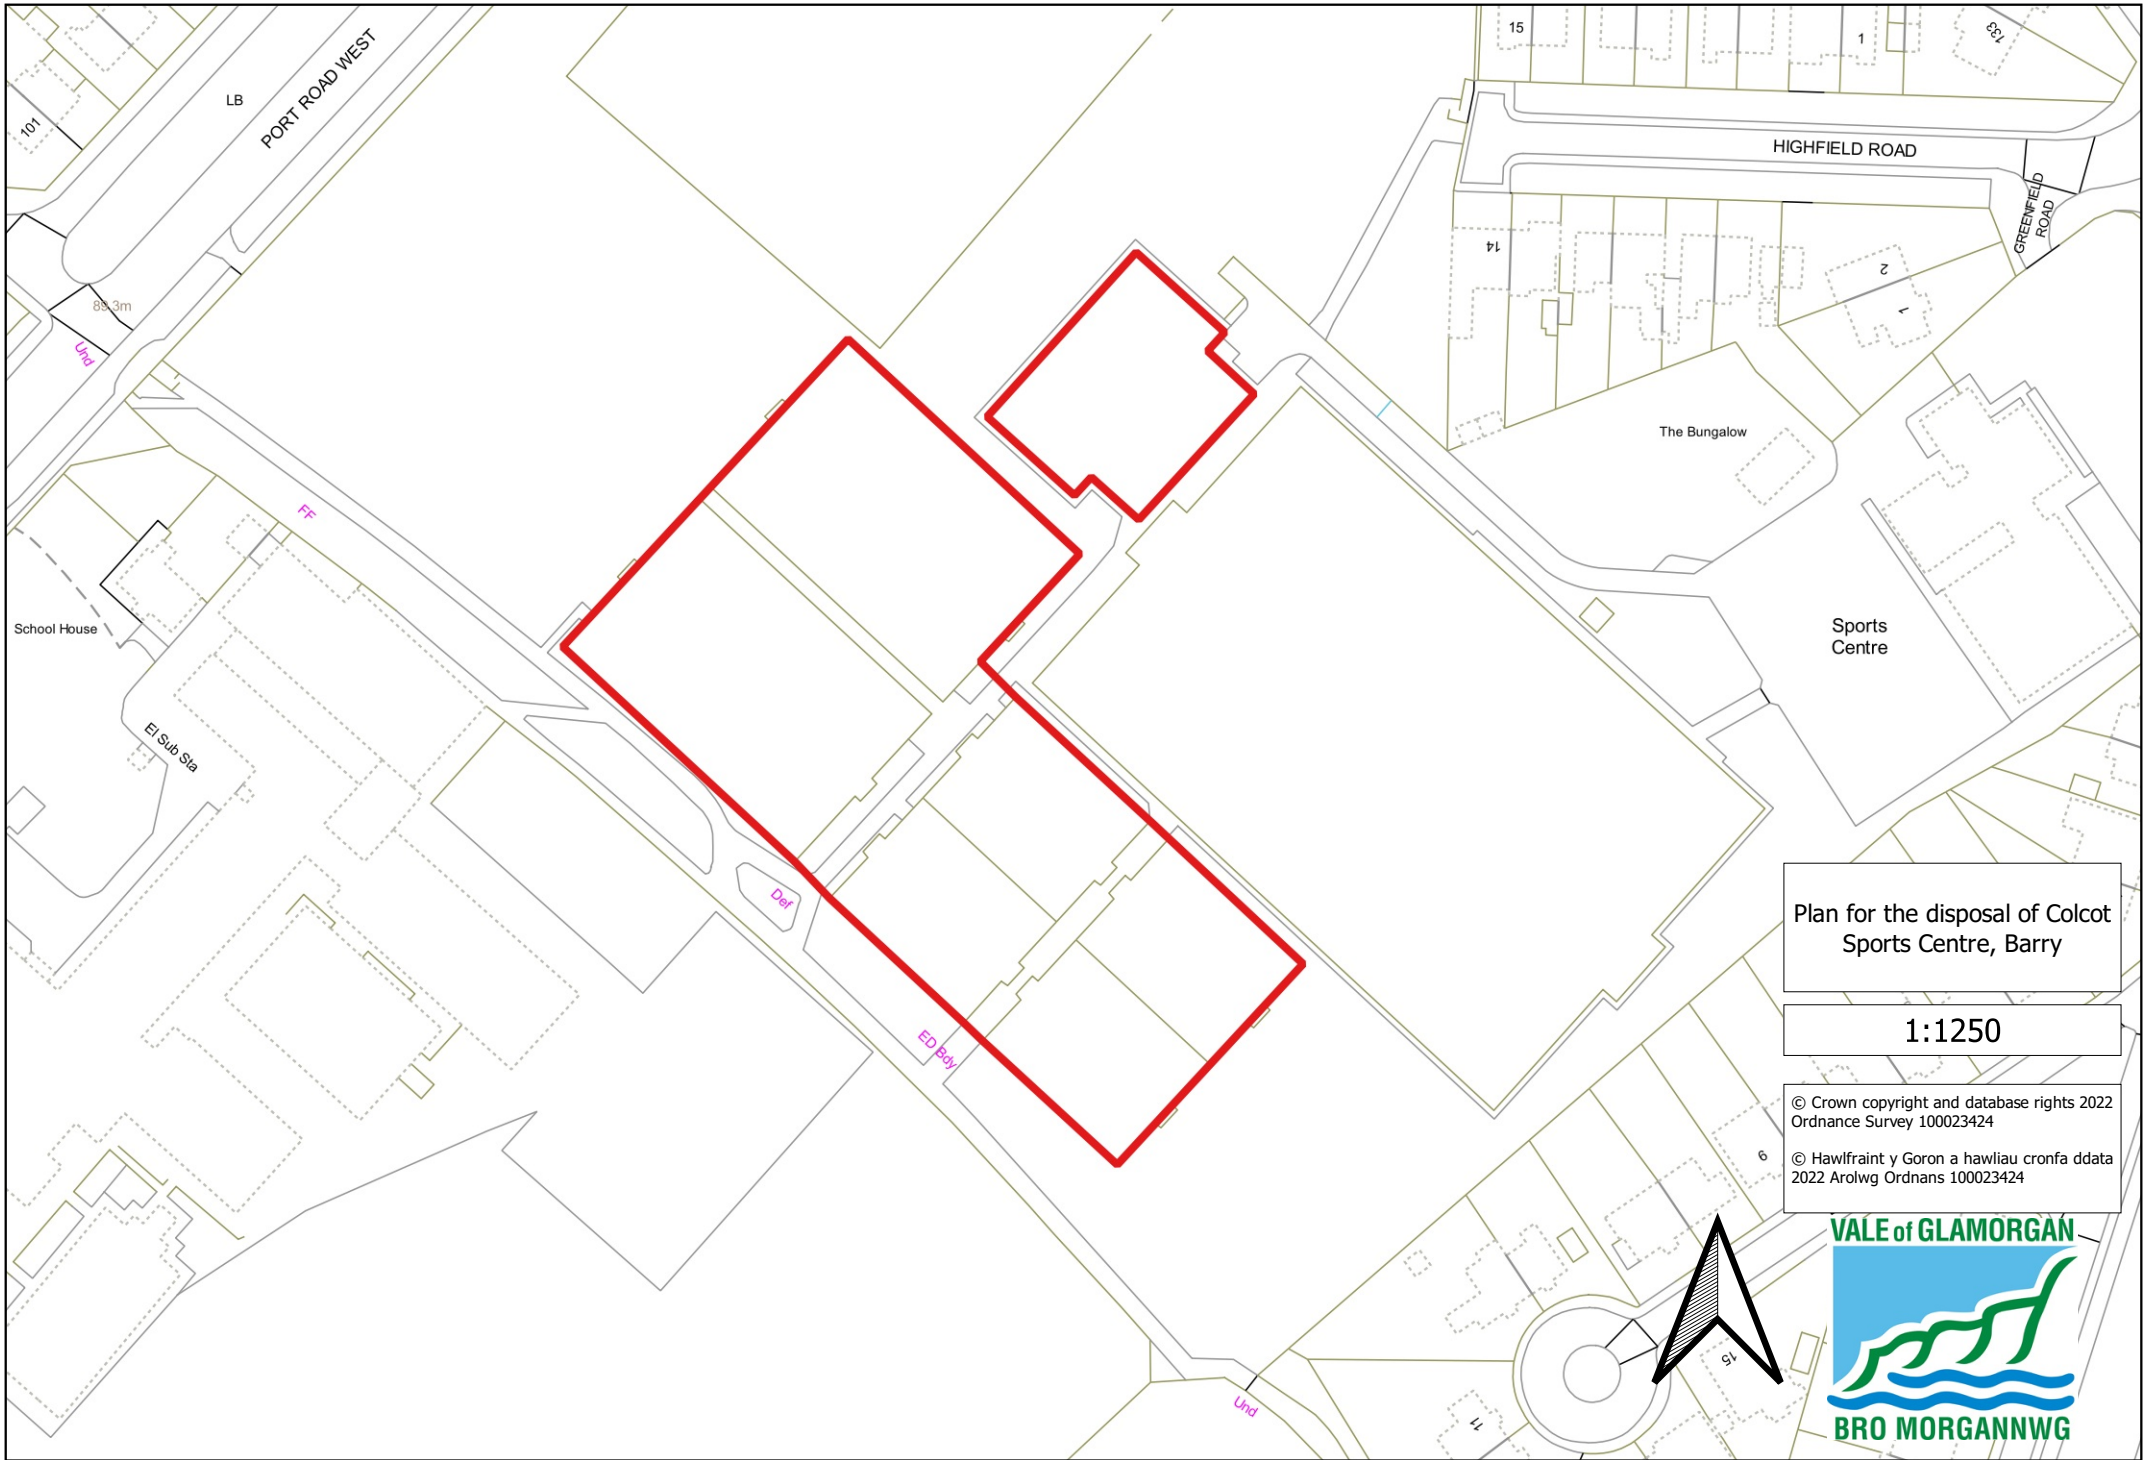 15
1
133
LB
PORT ROAD WEST
101
HIGHFIELD ROAD
GREENFIELD
ROAD
14
2
1
89.3m
Und
The Bungalow
FF
School House
Sports
Centre
El Sub Sta
Def
ED Bdy
Plan for the disposal of Colcot
Sports Centre, Barry
1:1250
© Crown copyright and database rights 2022
Ordnance Survey 100023424
© Hawlfraint y Goron a hawliau cronfa ddata
2022 Arolwg Ordnans 100023424
9
VALE of GLAMORGAN
15
Und
11
BRO MORGANNWG